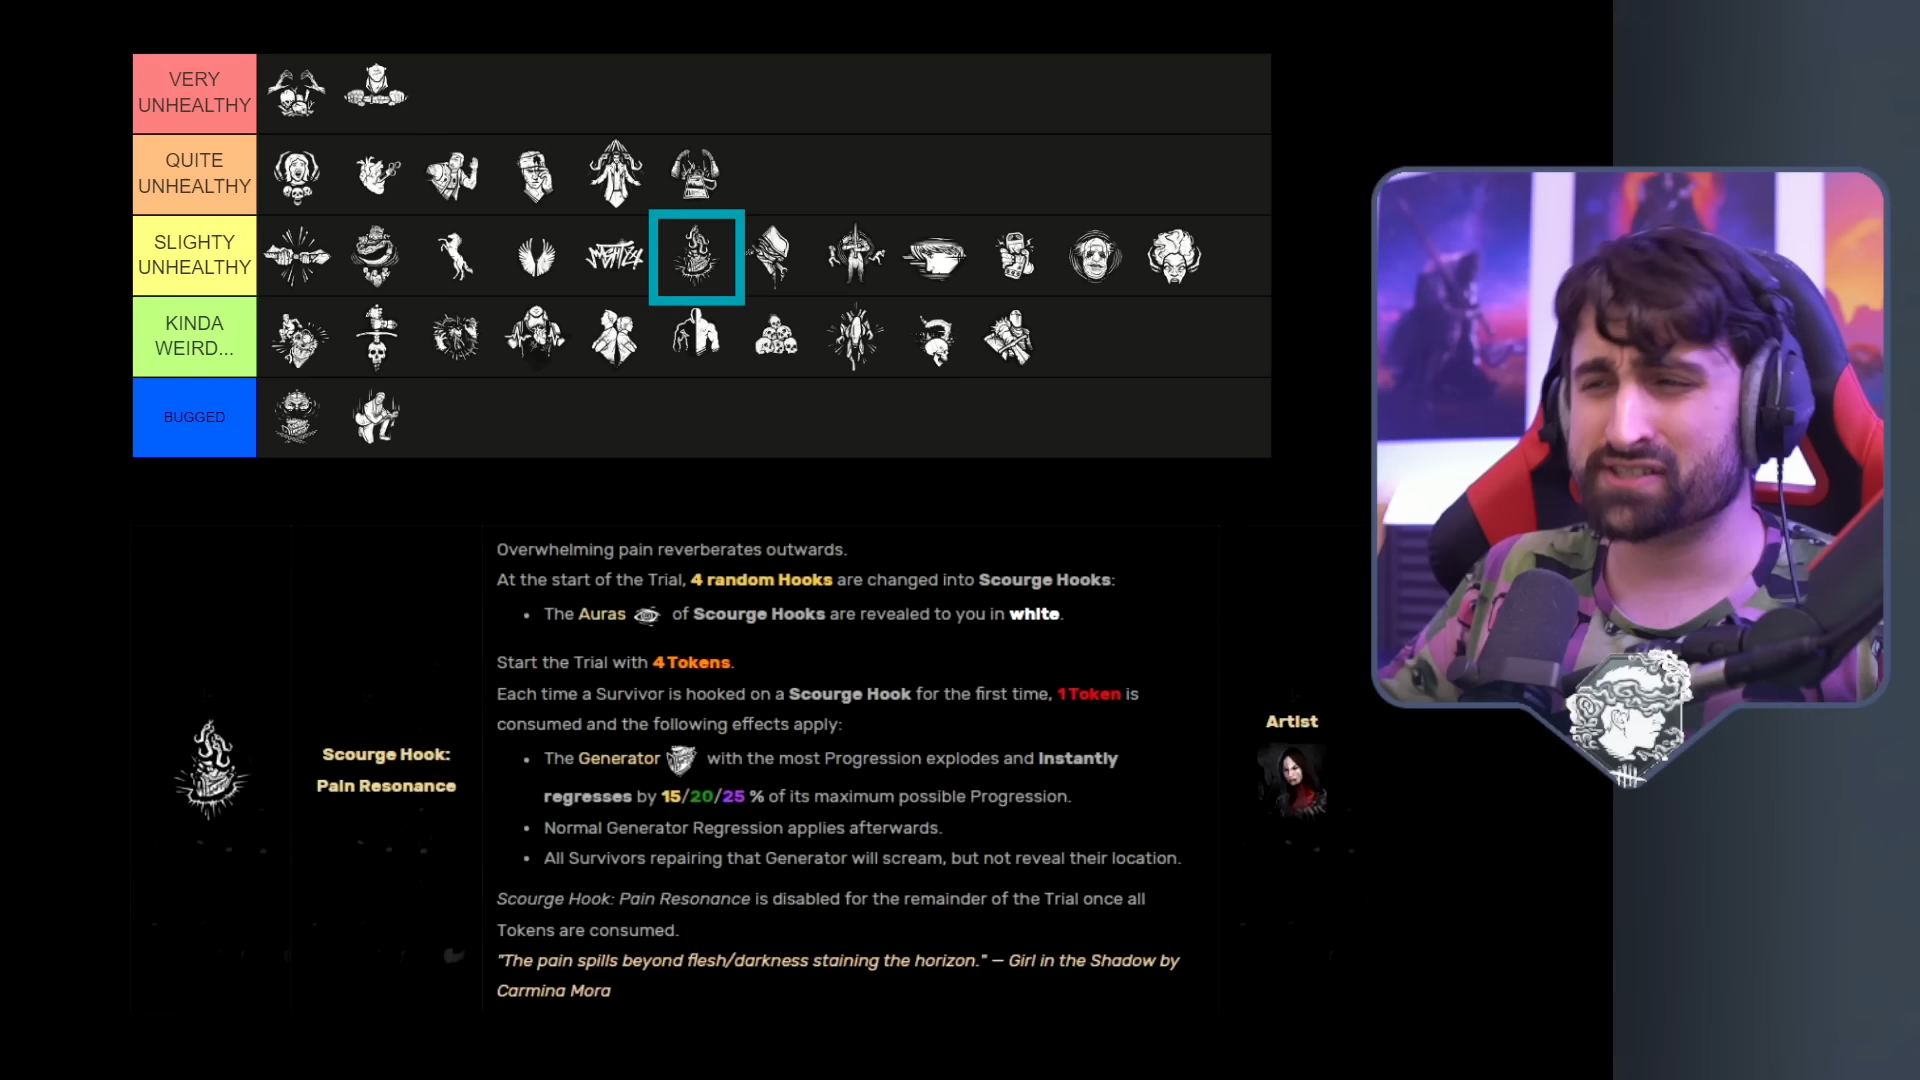 VERY
UNHEALTHY
QUITE
UNHEALTHY
SLIGHTY
UNHEALTHY
KINDA
WEIRD...
BUGGED
Overwhelming pain reverberates outwards.
At the start of the Trial, 4 random Hooks are changed into Scourge Hooks:
• The Auras of Scourge Hooks are revealed to you in white.
Start the Trial with 4 Tokens.
Each time a Survivor is hooked on a Scourge Hook for the first time, 1 Token is
consumed and the following effects apply:
• The Generator with the most Progression explodes and Instantly
regresses by 15/20/25 % of its maximum possible Progression.
• Normal Generator Regression applies afterwards.
• All Survivors repairing that Generator will scream, but not reveal their location.
Scourge Hook: Pain Resonance is disabled for the remainder of the Trial once all
Tokens are consumed.
"The pain spills beyond flesh/darkness staining the horizon." — Girl in the Shadow by
Carmina Mora
Scourge Hook:
Pain Resonance
Artist